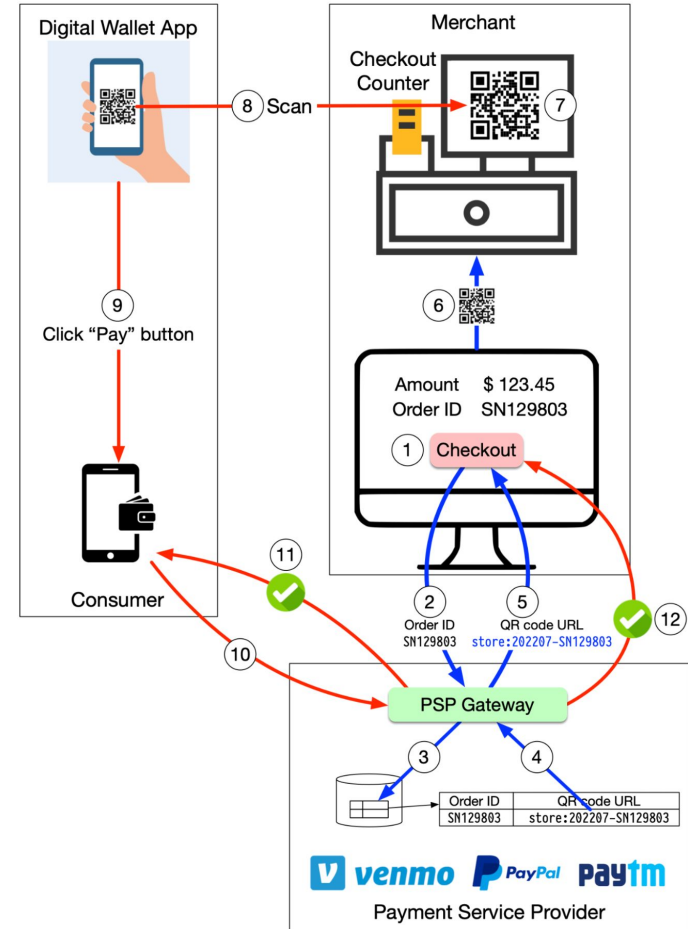 Digital Wallet App
Merchant
Checkout
Counter
8 Scan
7
9
Click “Pay” button
6
Amount $ 123.45
Order ID SN129803
1 Checkout
Consumer
11
2
Order ID
SN129803
5
QR code URL
store:202207-SN129803
12
10
PSP Gateway
3
4
Order ID QR code URL
SN129803 store:202207-SN129803
V venmo PayPal paytm
Payment Service Provider